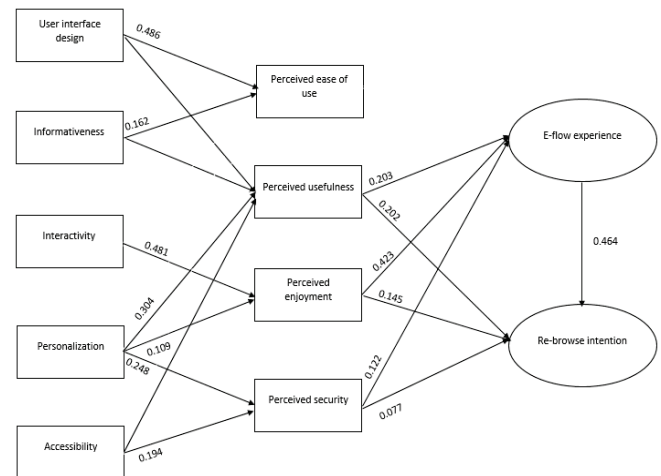 User interface
design
0.486
Perceived ease of
use
Informativeness
0.162
E-flow experience
Perceived usefulness
0.203
0.202
Interactivity
0.481
0.464
Perceived
enjoyment
0.423
0.145
0.304
Personalization
0.109
0.248
Re-browse intention
Perceived security
0.122
0.077
Accessibility
0.194